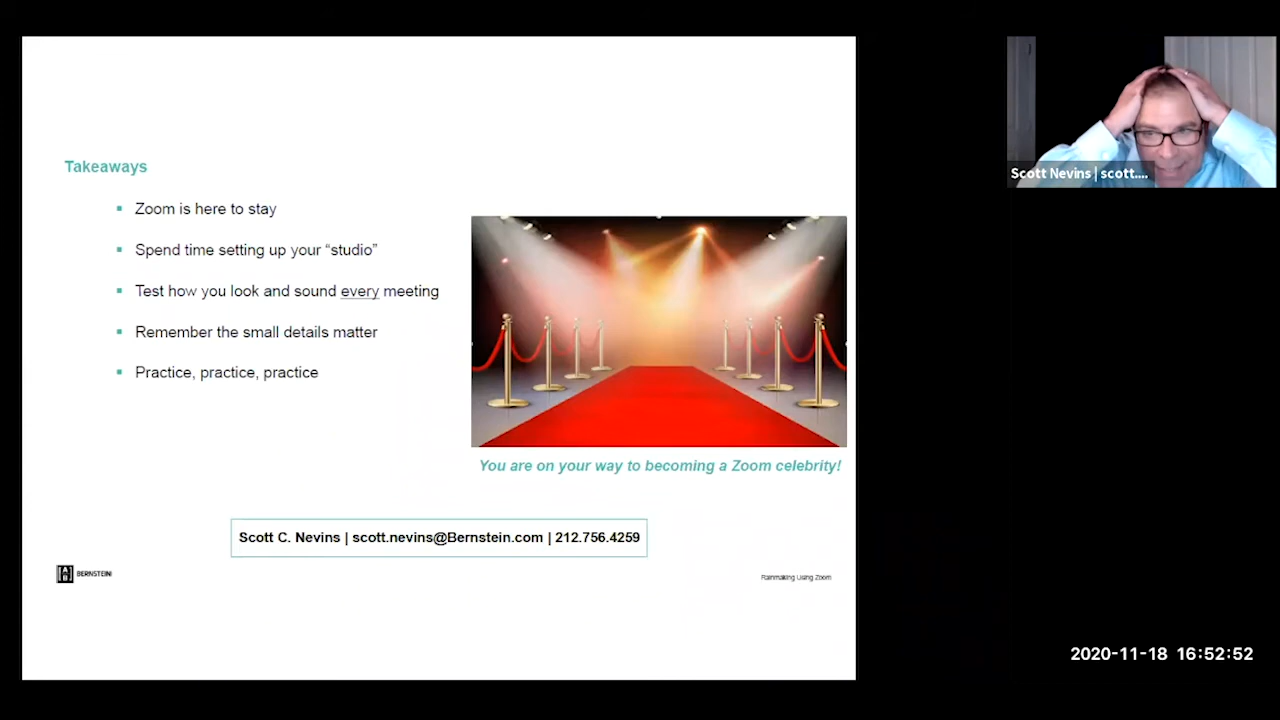 Takeaways
Zoom is here to stay
Spend time setting up your “studio”
Test how you look and sound every meeting
Remember the small details matter
Practice, practice, practice
You are on your way to becoming a Zoom celebrity!
Scott C. Nevins | scott.nevins@Bernstein.com | 212.756.4259
AB BERNSTEIN
Rainmaking Using Zoom
Scott Nevins | scott....
2020-11-18 16:52:52